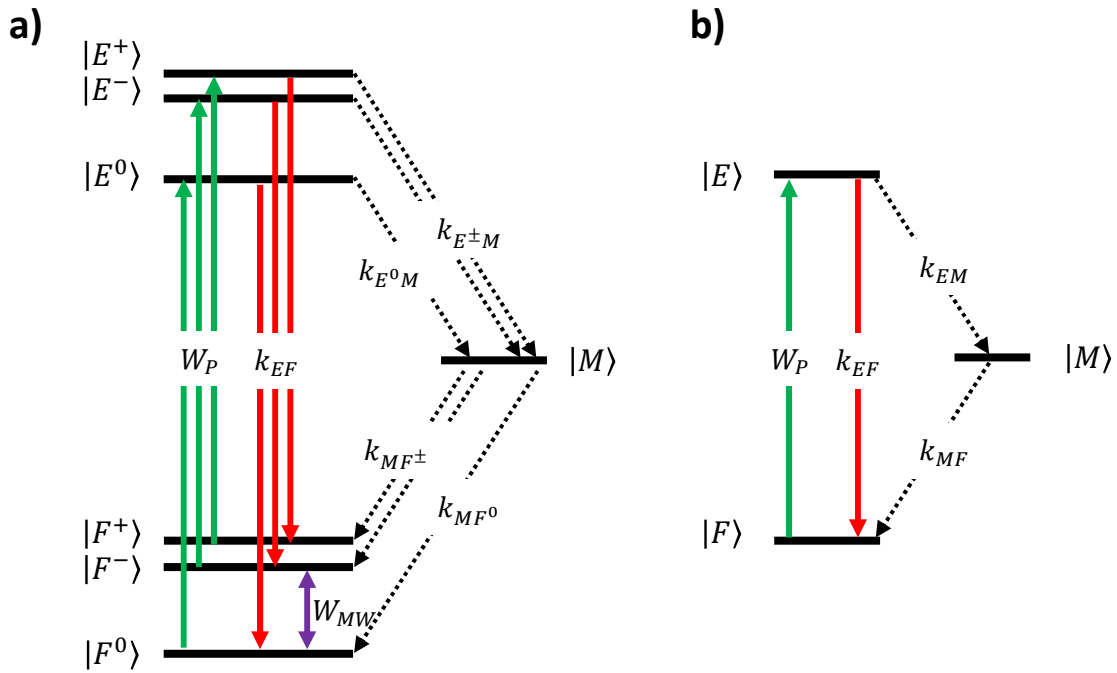 a)
|E⁺⟩
|E⁻⟩
|E⁰⟩
k_{E^±M}
k_{E^0M}
W_P
k_{EF}
|M⟩
k_{MF^±}
k_{MF^0}
|F⁺⟩
|F⁻⟩
W_{MW}
|F⁰⟩
b)
|E⟩
k_{EM}
W_P
k_{EF}
|M⟩
k_{MF}
|F⟩